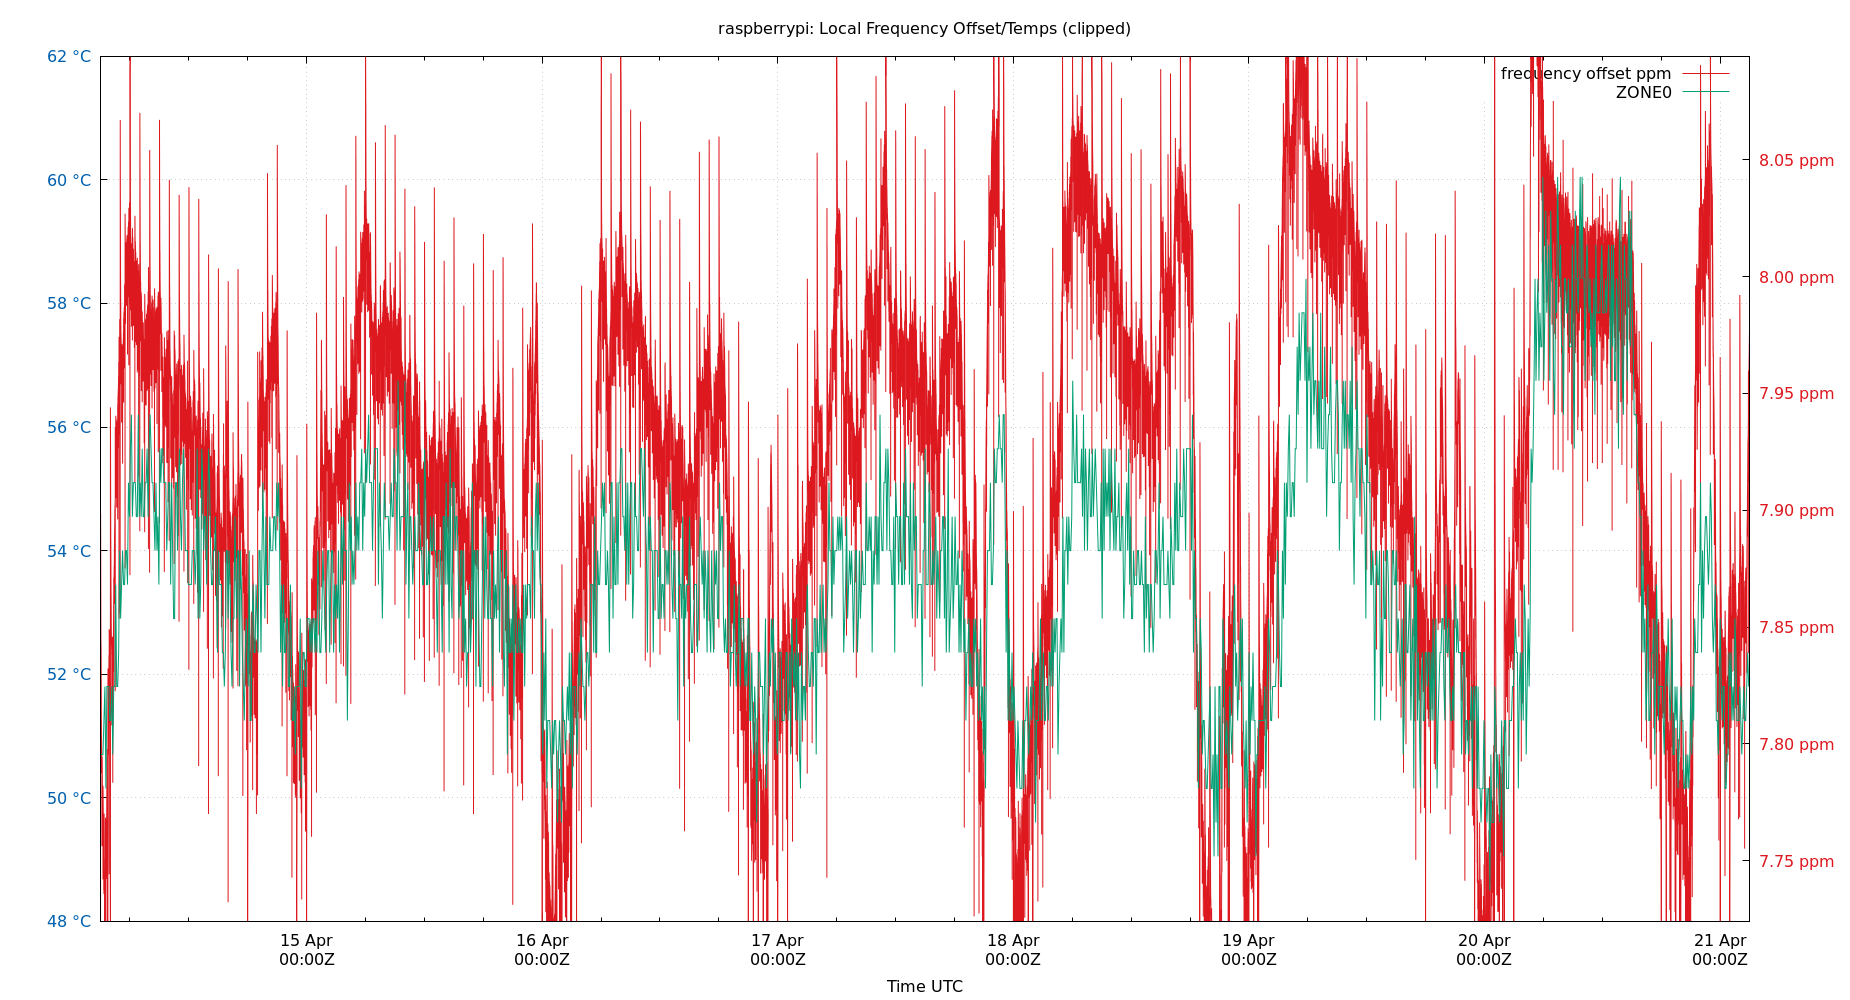 raspberrypi: Local Frequency Offset/Temps (clipped)
62 °C
60 °C
58 °C
56 °C
54 °C
52 °C
50 °C
48 °C
frequency offset ppm
ZONE0
8.05 ppm
8.00 ppm
7.95 ppm
7.90 ppm
7.85 ppm
7.80 ppm
7.75 ppm
15 Apr 16 Apr 17 Apr 18 Apr 19 Apr 20 Apr 21 Apr
00:00Z 00:00Z 00:00Z 00:00Z 00:00Z 00:00Z 00:00Z
Time UTC